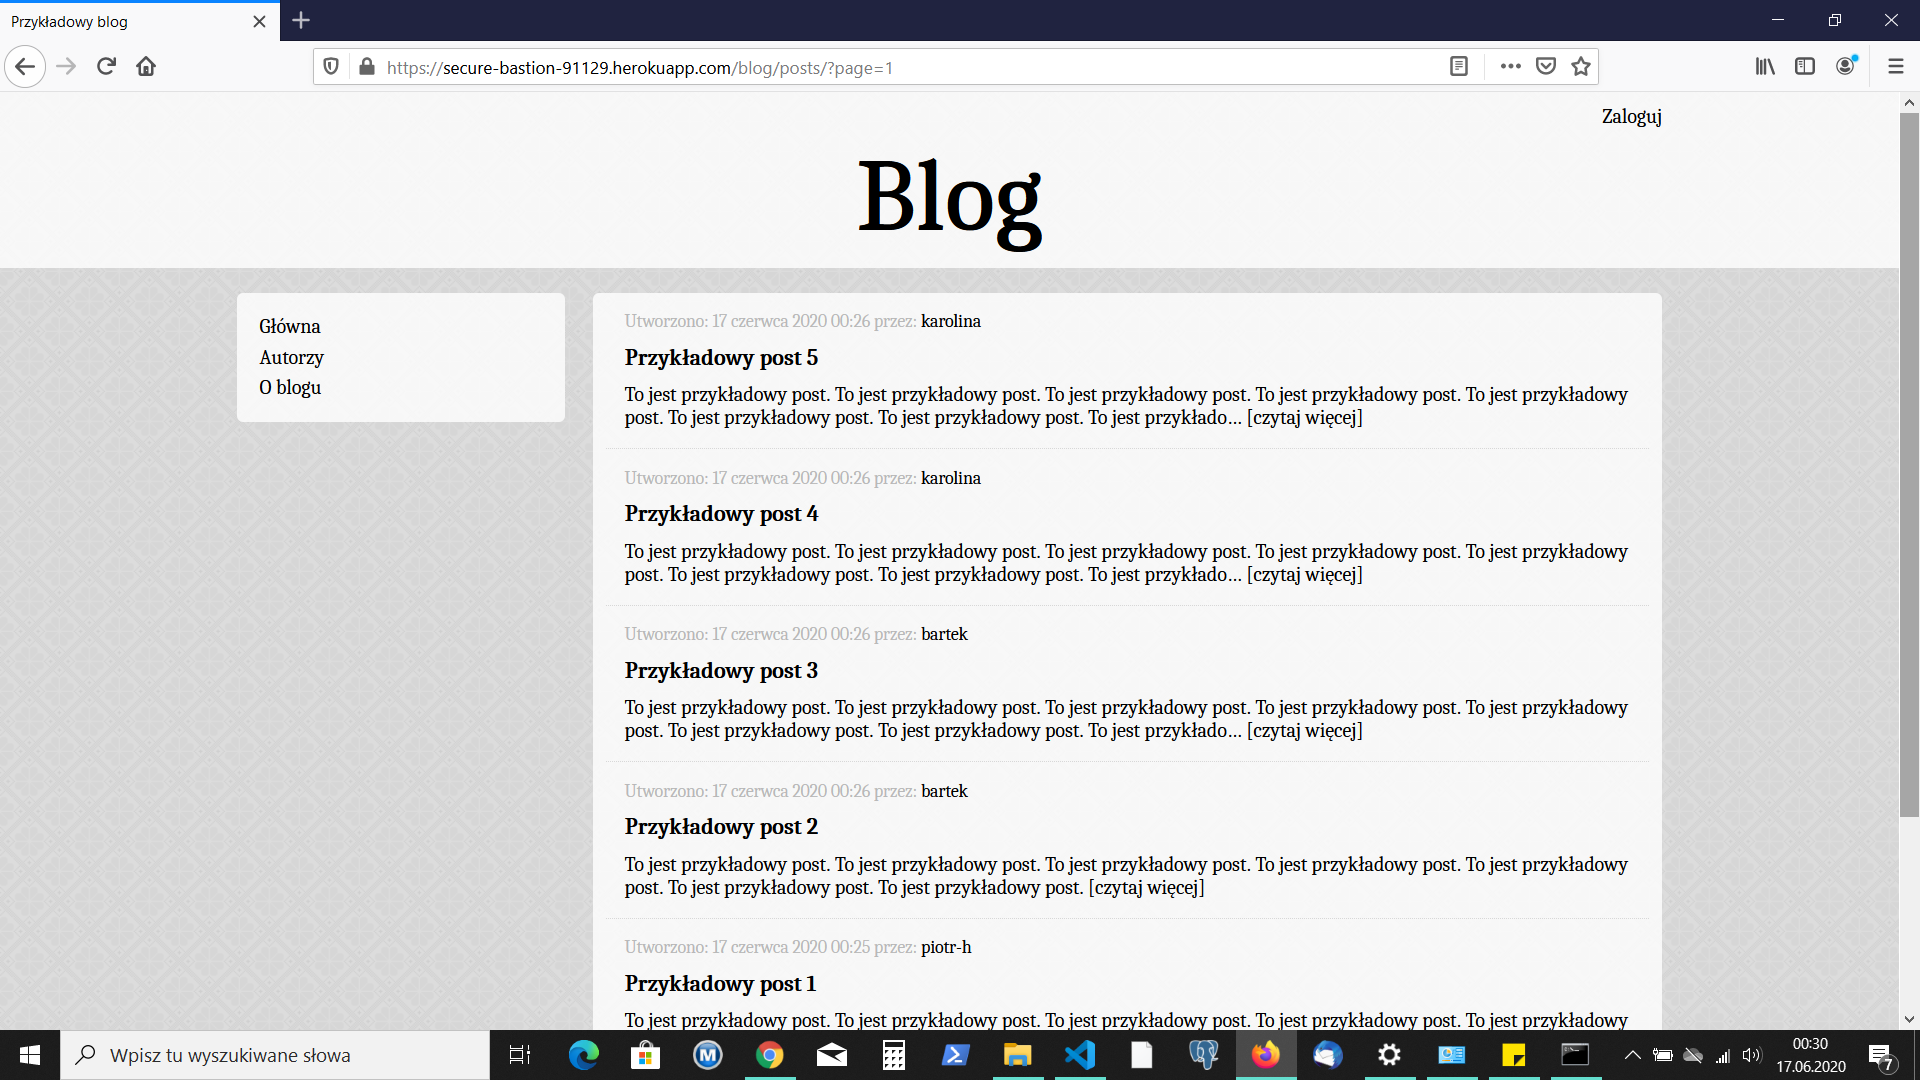 Przykładowy blog
https://secure-bastion-91129.herokuapp.com/blog/posts/?page=1
Zaloguj
Blog
Główna
Autorzy
O blogu
Utworzono: 17 czerwca 2020 00:26 przez: karolina
Przykładowy post 5
To jest przykładowy post. To jest przykładowy post. To jest przykładowy post. To jest przykładowy post. To jest przykładowy
post. To jest przykładowy post. To jest przykładowy post. To jest przykłado… [czytaj więcej]
Utworzono: 17 czerwca 2020 00:26 przez: karolina
Przykładowy post 4
To jest przykładowy post. To jest przykładowy post. To jest przykładowy post. To jest przykładowy post. To jest przykładowy
post. To jest przykładowy post. To jest przykładowy post. To jest przykłado… [czytaj więcej]
Utworzono: 17 czerwca 2020 00:26 przez: bartek
Przykładowy post 3
To jest przykładowy post. To jest przykładowy post. To jest przykładowy post. To jest przykładowy post. To jest przykładowy
post. To jest przykładowy post. To jest przykładowy post. To jest przykłado… [czytaj więcej]
Utworzono: 17 czerwca 2020 00:26 przez: bartek
Przykładowy post 2
To jest przykładowy post. To jest przykładowy post. To jest przykładowy post. To jest przykładowy post. To jest przykładowy
post. To jest przykładowy post. To jest przykładowy post. [czytaj więcej]
Utworzono: 17 czerwca 2020 00:25 przez: piotr-h
Przykładowy post 1
To jest przykładowy post. To jest przykładowy post. To jest przykładowy post. To jest przykładowy post. To jest przykładowy
Wpisz tu wyszukiwane słowa
M
00:30
17.06.2020
7